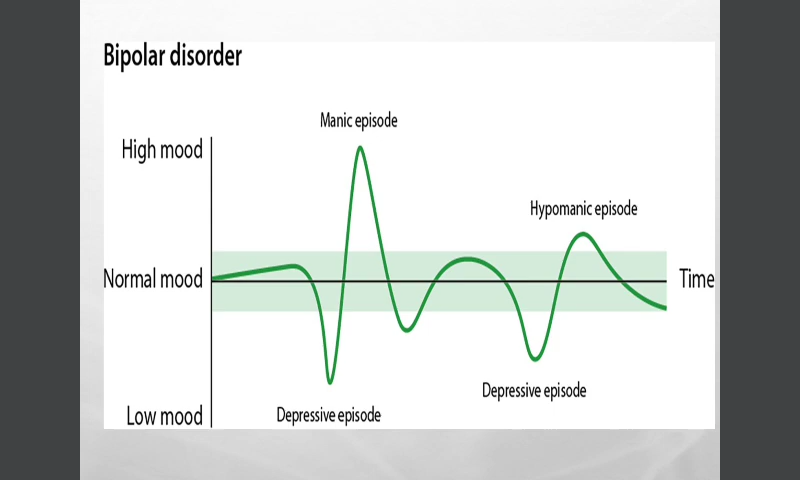 Bipolar disorder
Manic episode
High mood
Hypomanic episode
Normal mood
Time
Depressive episode
Depressive episode
Low mood